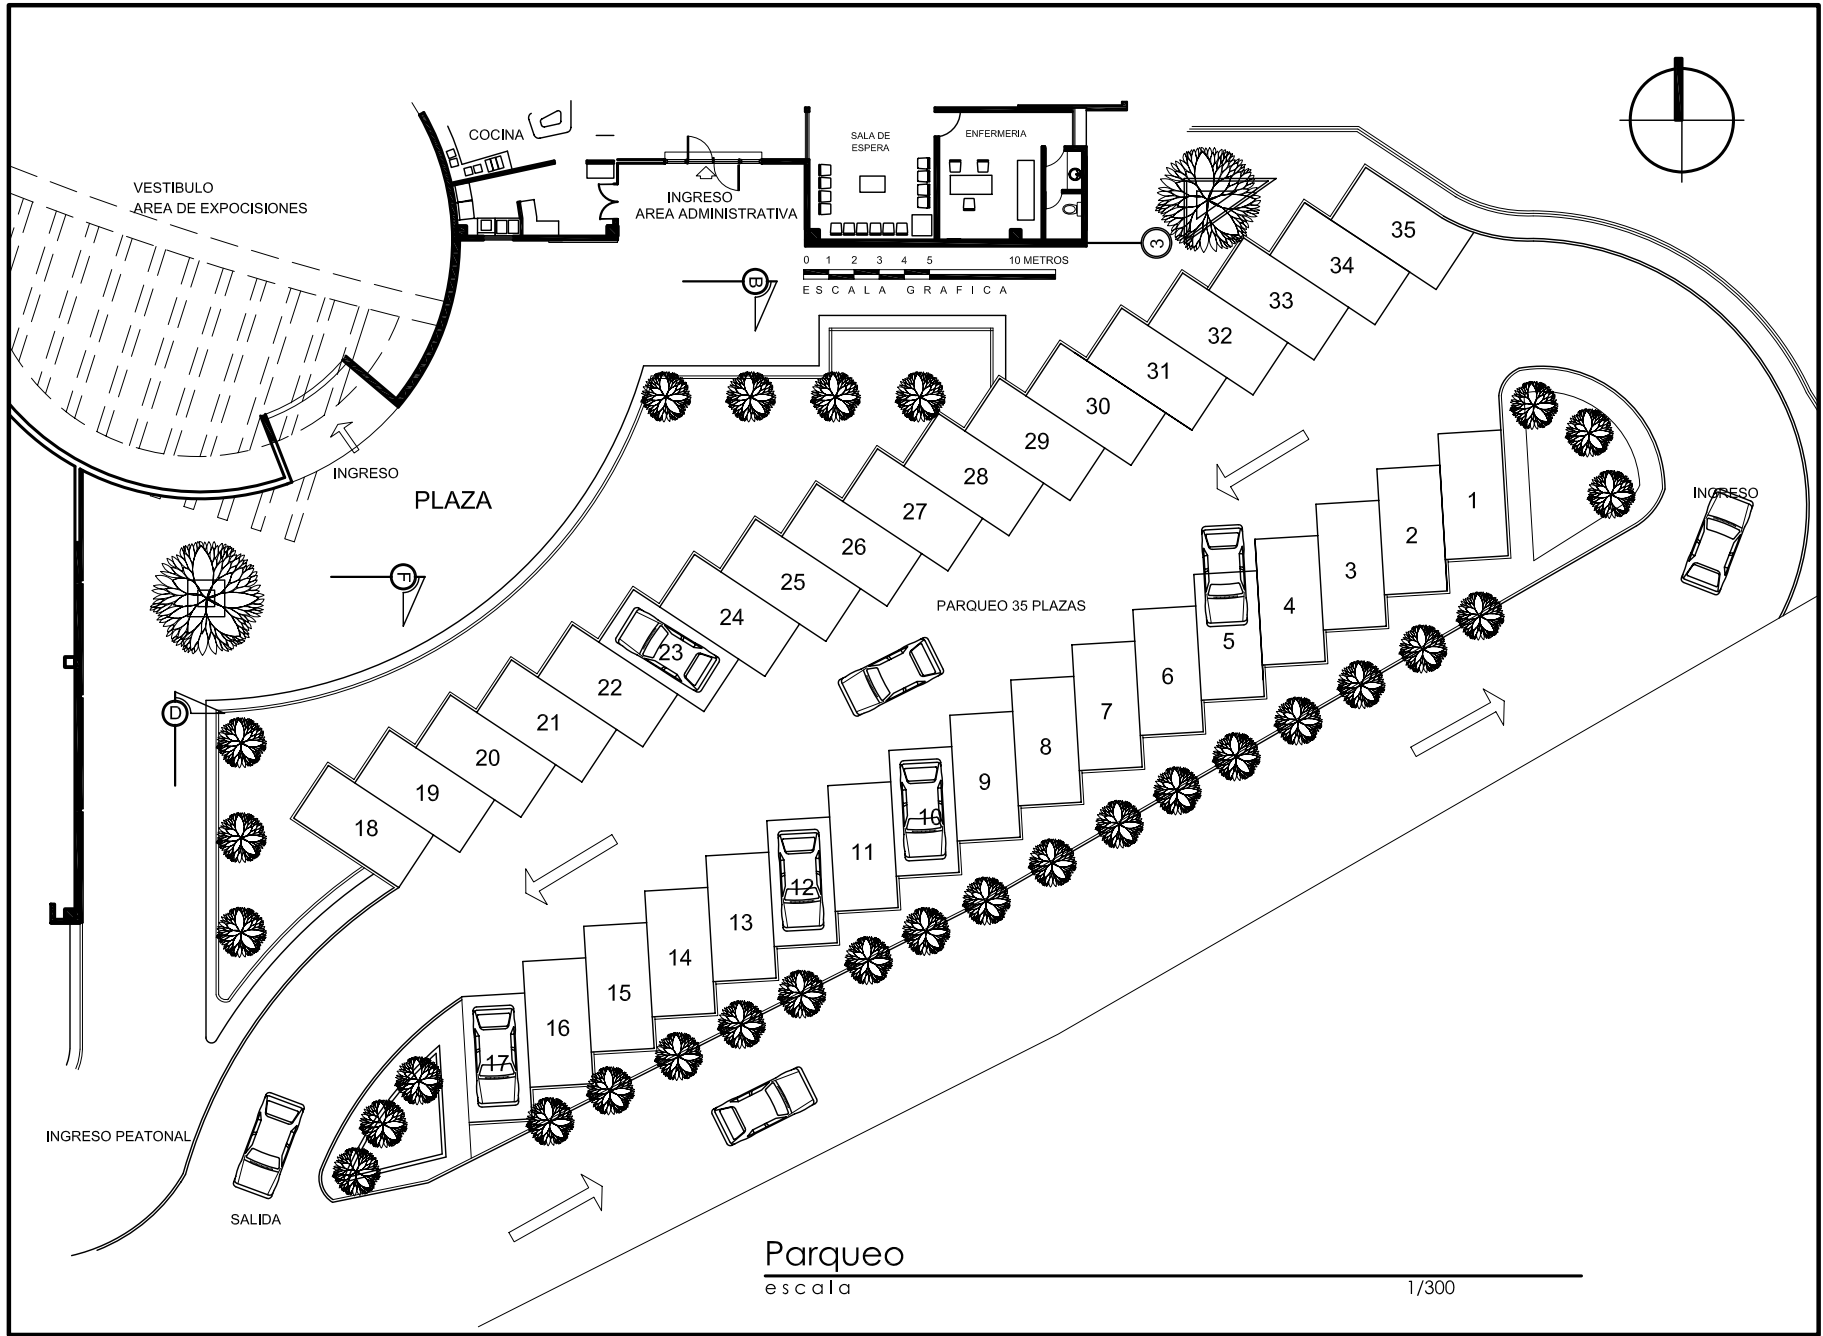 COCINA
SALA DE
ESPERA
ENFERMERIA
VESTIBULO
AREA DE EXPOCISIONES
INGRESO
AREA ADMINISTRATIVA
3
0 1 2 3 4 5 10 METROS
ESCALA GRAFICA
B
35
34
33
32
31
30
29
28
27
26
25
24
23
22
21
20
19
18
INGRESO
PLAZA
F
D
INGRESO
PARQUEO 35 PLAZAS
1
2
3
4
5
6
7
8
9
10
11
12
13
14
15
16
17
INGRESO PEATONAL
SALIDA
Parqueo
escala 1/300